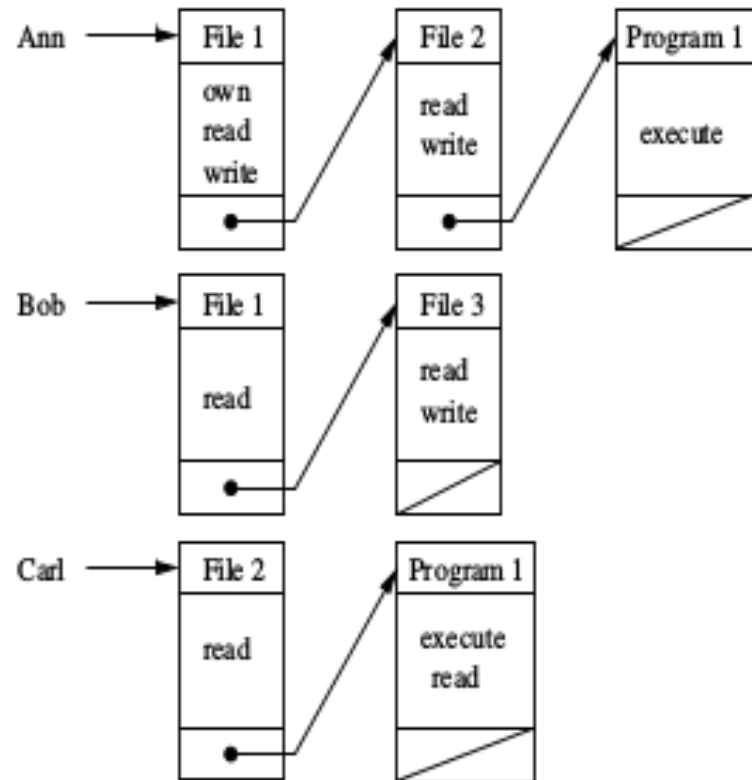 Ann
File 1
own
read
write
File 2
read
write
Program 1
execute
Bob
File 1
read
File 3
read
write
Carl
File 2
read
Program 1
execute
read